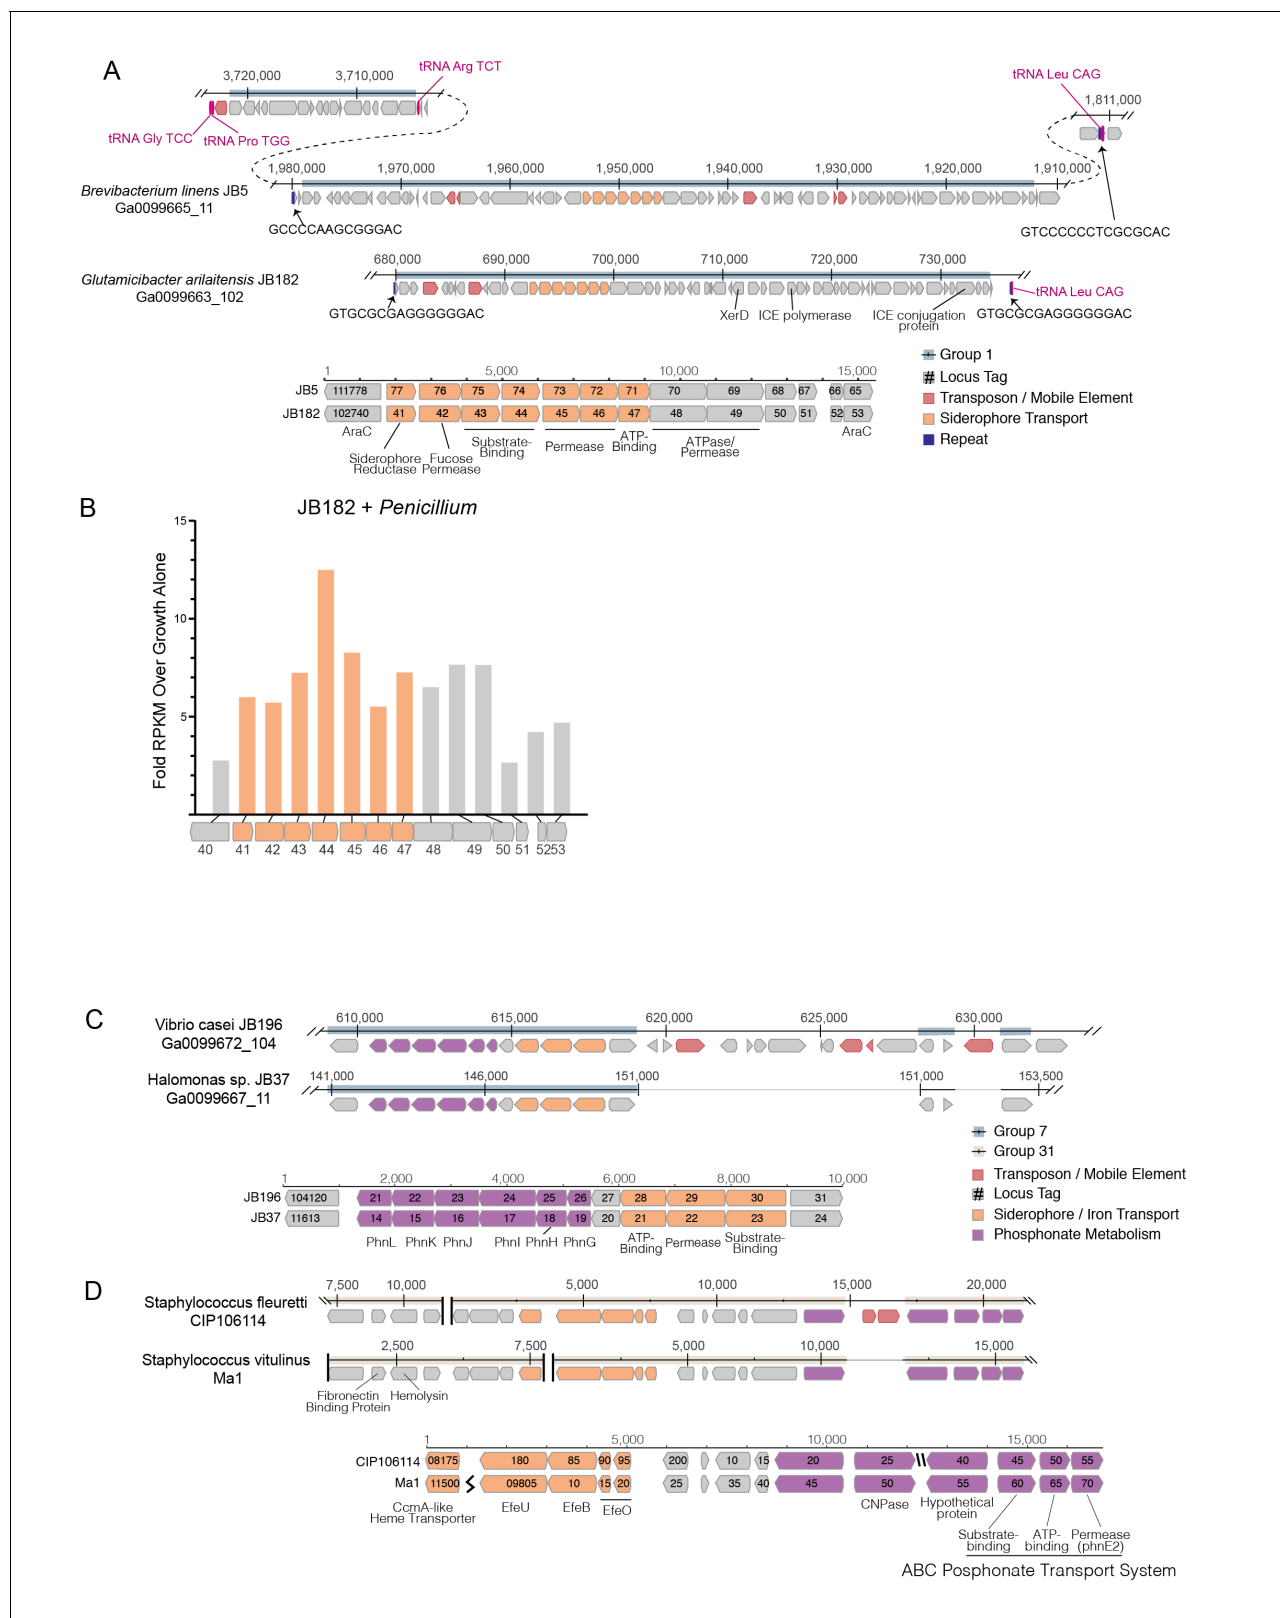 A
3,720,000
3,710,000
tRNA Arg TCT
tRNA Gly TCC
tRNA Pro TGG
tRNA Leu CAG
1,811,000
1,980,000
1,970,000
1,960,000
1,950,000
1,940,000
1,930,000
1,920,000
1,910,000
Brevibacterium linens JB5
Ga0099665_11
GCCCCAAGCGGGAC
GTCCCCCCTCGCGCAC
Glutamicibacter arilaitensis JB182
Ga0099663_102
680,000
690,000
700,000
710,000
720,000
730,000
tRNA Leu CAG
GTGCGCGAGGGGGGAC
XerD
ICE polymerase
ICE conjugation
protein
GTGCGCGAGGGGGGAC
1
5,000
10,000
15,000
JB5
111778 77 76 75 74 73 72 71 70 69 68 67 66 65
JB182
102740 41 42 43 44 45 46 47 48 49 50 51 52 53
AraC
Siderophore
Reductase
Fucose
Permease
Substrate-
Binding
Permease
ATP-
Binding
ATPase/
Permease
AraC
Group 1
# Locus Tag
Transposon / Mobile Element
Siderophore Transport
Repeat
B
JB182 + Penicillium
Fold RPKM Over Growth Alone
15
10
5
40 41 42 43 44 45 46 47 48 49 50 51 52 53
C
Vibrio casei JB196
Ga0099672_104
610,000
615,000
620,000
625,000
630,000
Halomonas sp. JB37
Ga0099667_11
141,000
146,000
151,000
151,000
153,500
Group 7
Group 31
Transposon / Mobile Element
# Locus Tag
Siderophore / Iron Transport
Phosphonate Metabolism
1
2,000
4,000
6,000
8,000
10,000
JB196
104120 21 22 23 24 25 26 27 28 29 30 31
JB37
11613 14 15 16 17 18 19 20 21 22 23 24
PhnL PhnK PhnJ PhnI PhnH PhnG
ATP-
Binding
Permease
Substrate-
Binding
D
Staphylococcus fleuretti
CIP106114
7,500
10,000
5,000
10,000
15,000
20,000
Staphylococcus vitulinus
Ma1
2,500
7,500
5,000
10,000
15,000
Fibronectin
Binding Protein
Hemolysin
1
5,000
10,000
15,000
CIP106114
08175 180 85 90 95 200 10 15 20 25 40 45 50 55
Ma1
11500 09805 10 15 20 25 35 40 45 50 55 60 65 70
CcmA-like
Heme Transporter
EfeU
EfeB
EfeO
CNPase
Hypothetical
protein
Substrate-
binding
ATP-
binding
Permease
(phnE2)
ABC Posphonate Transport System